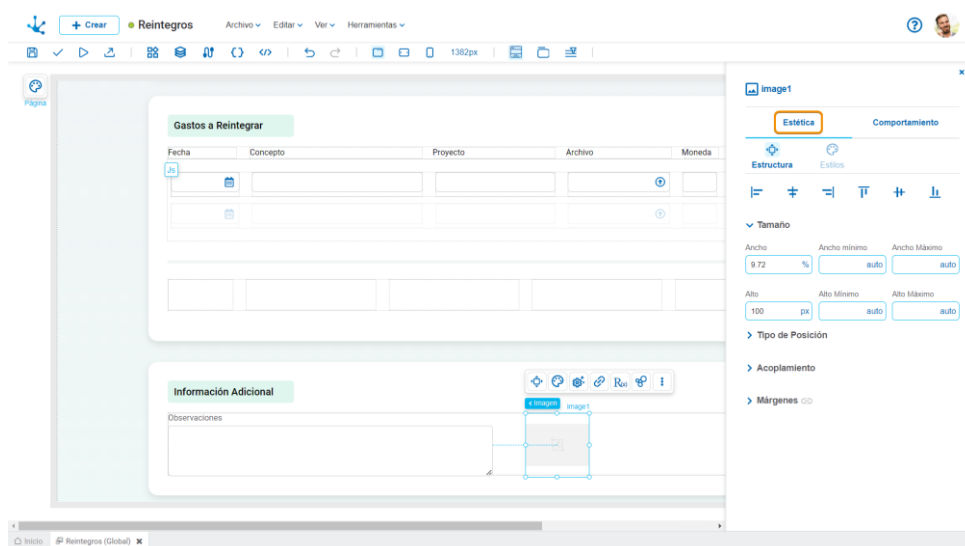 + Crear
Reintegros
Archivo
Editar
Ver
Herramientas
?
1382px
Página
Gastos a Reintegrar
Fecha
Concepto
Proyecto
Archivo
Moneda
Js
Información Adicional
Observaciones
R(x)
Imagen
image1
image1
Estética
Comportamiento
Estructura
Estilos
Tamaño
Ancho
Ancho mínimo
Ancho Máximo
9.72 %
auto
auto
Alto
Alto Mínimo
Alto Máximo
100 px
auto
auto
Tipo de Posición
Acoplamiento
Márgenes
Inicio
Reintegros (Global)